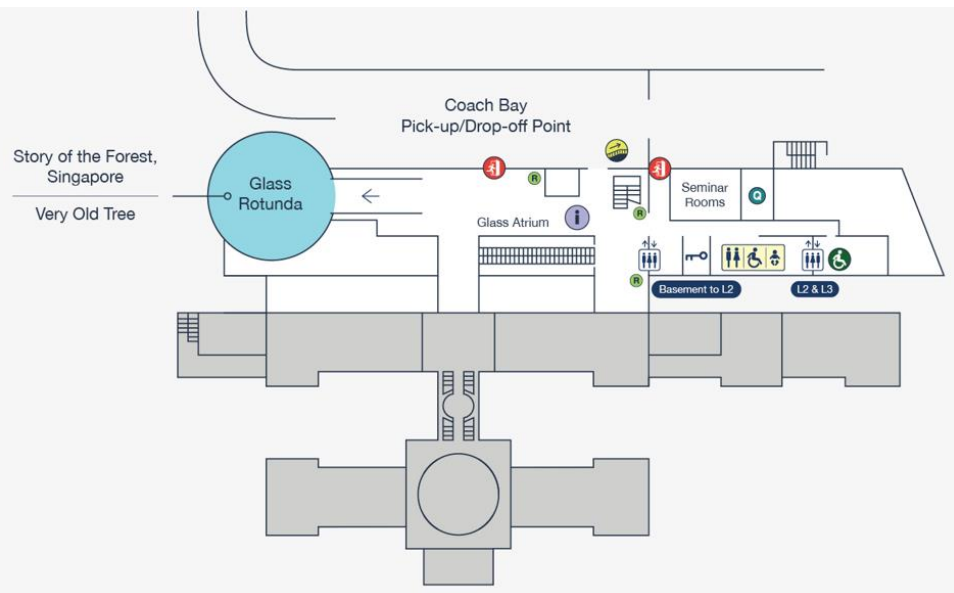 Coach Bay
Pick-up/Drop-off Point
Story of the Forest,
Singapore
Very Old Tree
Glass
Rotunda
R
Seminar
Rooms
Q
R
Glass Atrium
i
R
Basement to L2
L2 & L3